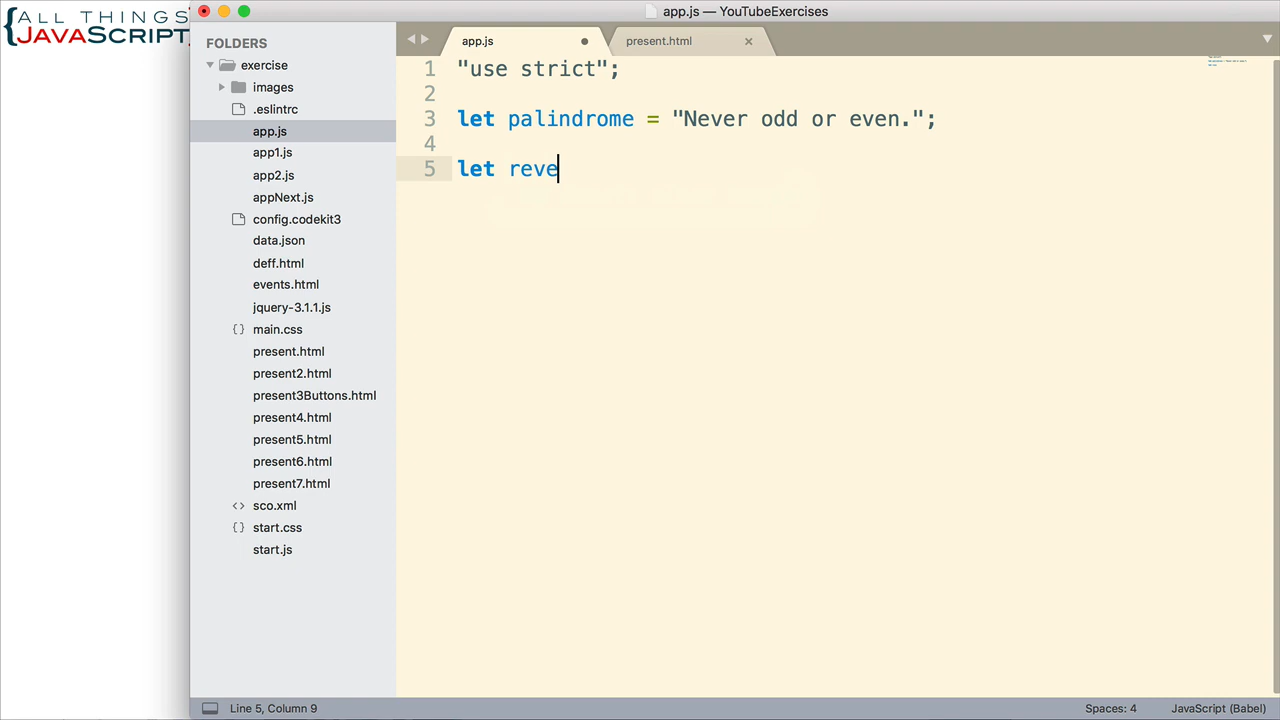 {ALL THINGS
JAVASCRIPT}
app.js — YouTubeExercises
FOLDERS
exercise
images
.eslintrc
app.js
app1.js
app2.js
appNext.js
config.codekit3
data.json
deff.html
events.html
jquery-3.1.1.js
{} main.css
present.html
present2.html
present3Buttons.html
present4.html
present5.html
present6.html
present7.html
<> sco.xml
{} start.css
start.js
app.js
present.html
1 "use strict";
2
3 let palindrome = "Never odd or even.";
4
5 let reve
Line 5, Column 9
Spaces: 4
JavaScript (Babel)